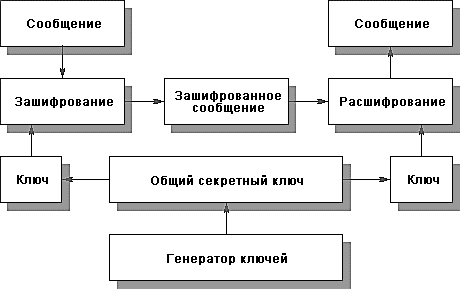 Сообщение
Сообщение
Зашифрование
Зашифрованное
сообщение
Расшифрование
Ключ
Общий секретный ключ
Ключ
Генератор ключей